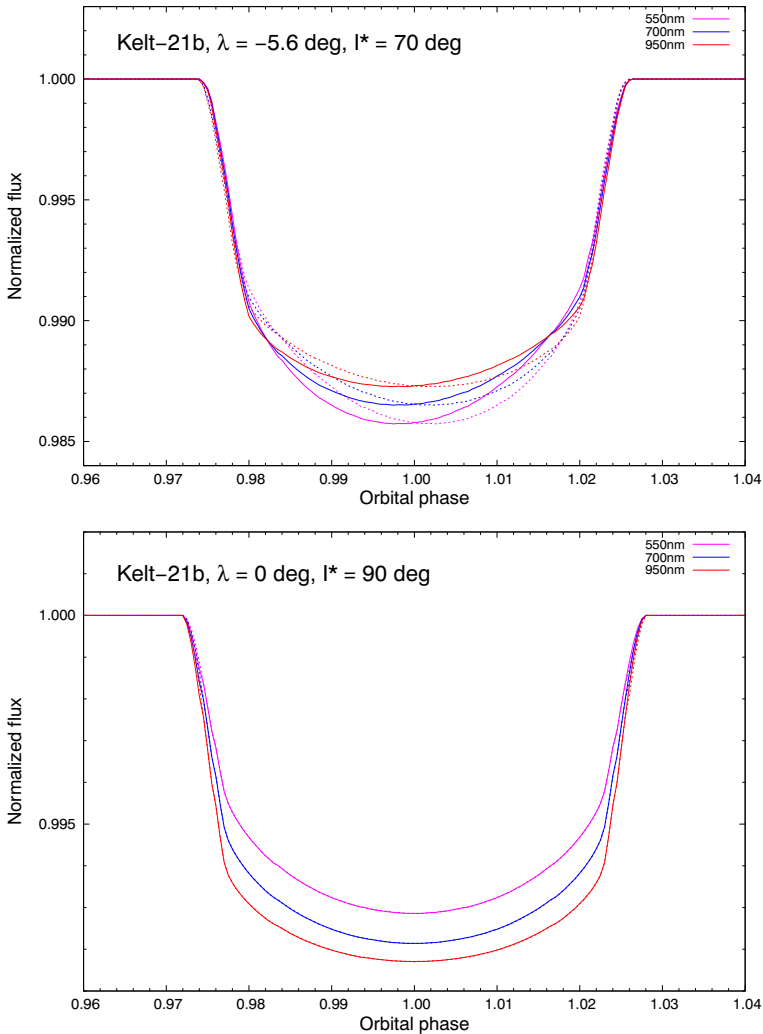 Kelt−21b, λ = −5.6 deg, I* = 70 deg
550nm
700nm
950nm
1.000
0.995
0.990
0.985
Normalized flux
0.96 0.97 0.98 0.99 1.00 1.01 1.02 1.03 1.04
Orbital phase
Kelt−21b, λ = 0 deg, I* = 90 deg
550nm
700nm
950nm
1.000
0.995
Normalized flux
0.96 0.97 0.98 0.99 1.00 1.01 1.02 1.03 1.04
Orbital phase